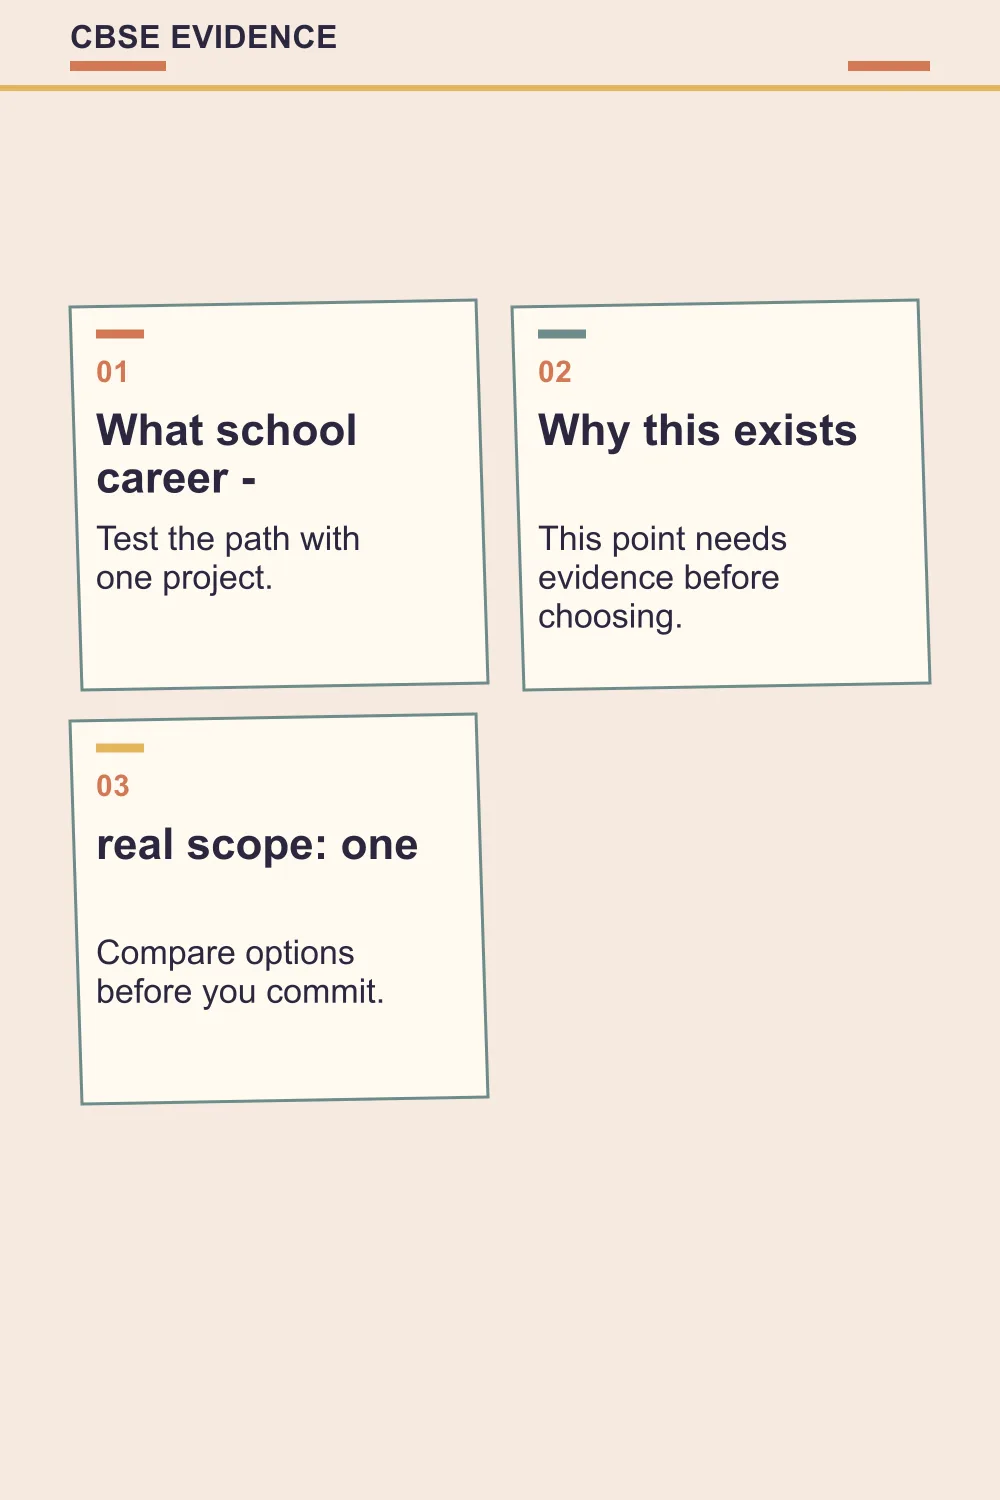 CBSE EVIDENCE
01
What school
career -
Test the path with
one project.
02
Why this exists
This point needs
evidence before
choosing.
03
real scope: one
Compare options
before you commit.